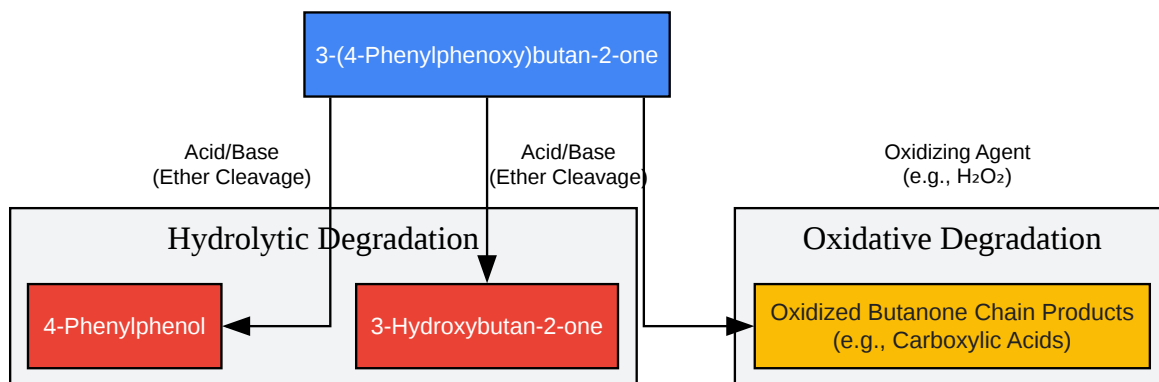 3-(4-Phenylphenoxy)butan-2-one
Acid/Base
(Ether Cleavage)
Acid/Base
(Ether Cleavage)
Oxidizing Agent
(e.g., H₂O₂)
Hydrolytic Degradation
Oxidative Degradation
4-Phenylphenol
3-Hydroxybutan-2-one
Oxidized Butanone Chain Products
(e.g., Carboxylic Acids)